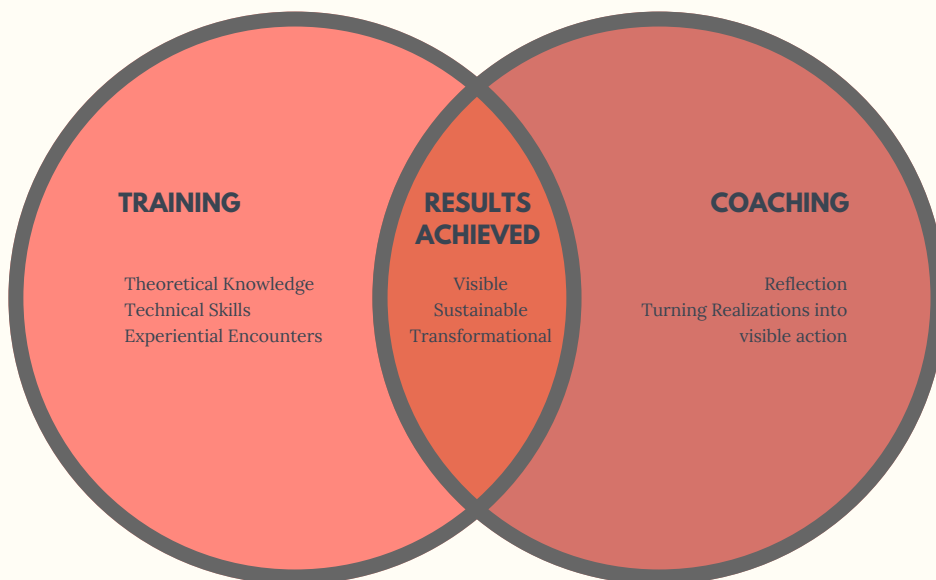 TRAINING
Theoretical Knowledge
Technical Skills
Experiential Encounters
RESULTS
ACHIEVED
Visible
Sustainable
Transformational
COACHING
Reflection
Turning Realizations into
visible action